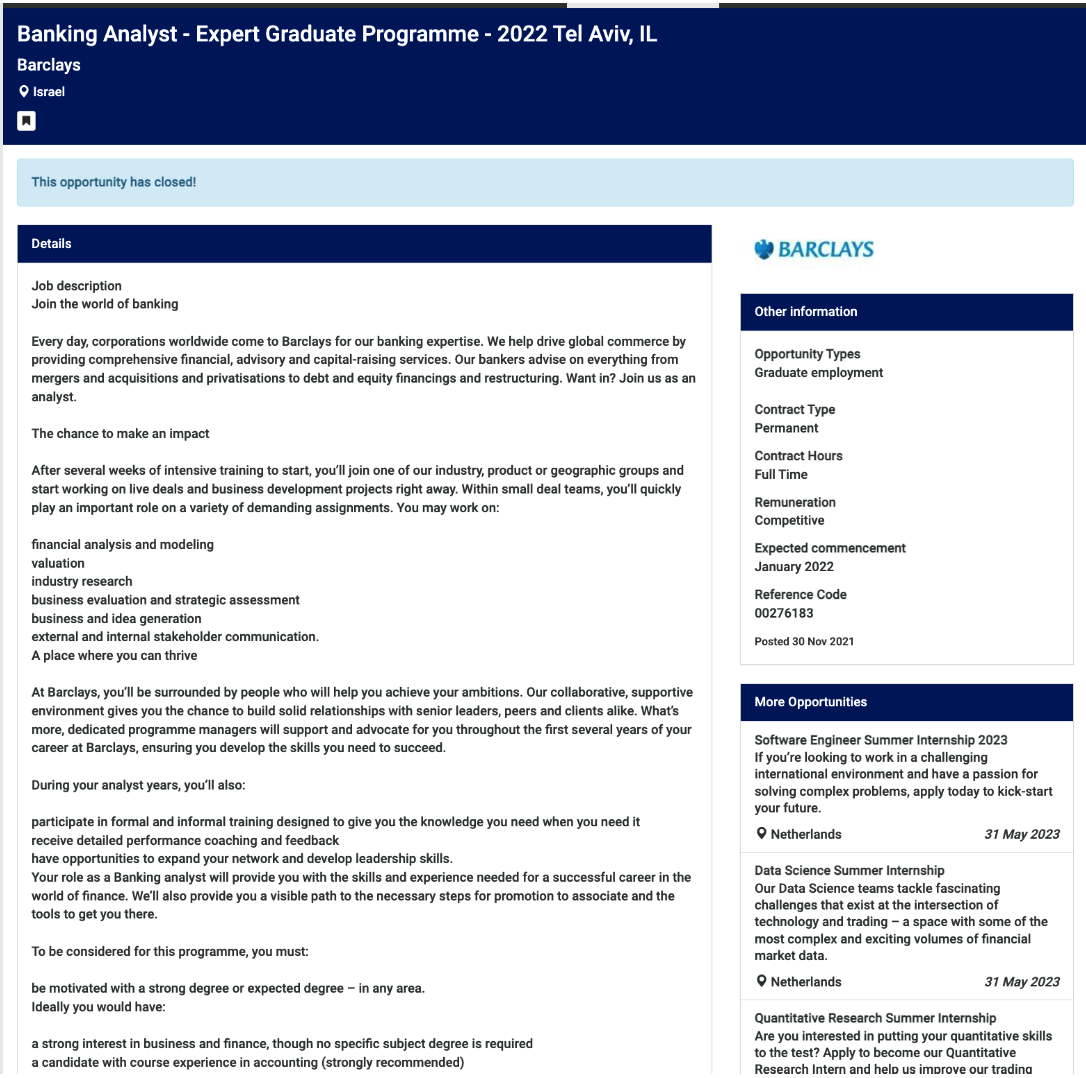 Banking Analyst - Expert Graduate Programme - 2022 Tel Aviv, IL
Barclays
Israel
This opportunity has closed!
Details
Job description
Join the world of banking
Every day, corporations worldwide come to Barclays for our banking expertise. We help drive global commerce by
providing comprehensive financial, advisory and capital-raising services. Our bankers advise on everything from
mergers and acquisitions and privatisations to debt and equity financings and restructuring. Want in? Join us as an
analyst.
The chance to make an impact
After several weeks of intensive training to start, you’ll join one of our industry, product or geographic groups and
start working on live deals and business development projects right away. Within small deal teams, you’ll quickly
play an important role on a variety of demanding assignments. You may work on:
financial analysis and modeling
valuation
industry research
business evaluation and strategic assessment
business and idea generation
external and internal stakeholder communication.
A place where you can thrive
At Barclays, you’ll be surrounded by people who will help you achieve your ambitions. Our collaborative, supportive
environment gives you the chance to build solid relationships with senior leaders, peers and clients alike. What’s
more, dedicated programme managers will support and advocate for you throughout the first several years of your
career at Barclays, ensuring you develop the skills you need to succeed.
During your analyst years, you’ll also:
participate in formal and informal training designed to give you the knowledge you need when you need it
receive detailed performance coaching and feedback
have opportunities to expand your network and develop leadership skills.
Your role as a Banking analyst will provide you with the skills and experience needed for a successful career in the
world of finance. We’ll also provide you a visible path to the necessary steps for promotion to associate and the
tools to get you there.
To be considered for this programme, you must:
be motivated with a strong degree or expected degree – in any area.
Ideally you would have:
a strong interest in business and finance, though no specific subject degree is required
a candidate with course experience in accounting (strongly recommended)
BARCLAYS
Other information
Opportunity Types
Graduate employment
Contract Type
Permanent
Contract Hours
Full Time
Remuneration
Competitive
Expected commencement
January 2022
Reference Code
00276183
Posted 30 Nov 2021
More Opportunities
Software Engineer Summer Internship 2023
If you’re looking to work in a challenging
international environment and have a passion for
solving complex problems, apply today to kick-start
your future.
Netherlands 31 May 2023
Data Science Summer Internship
Our Data Science teams tackle fascinating
challenges that exist at the intersection of
technology and trading – a space with some of the
most complex and exciting volumes of financial
market data.
Netherlands 31 May 2023
Quantitative Research Summer Internship
Are you interested in putting your quantitative skills
to the test? Apply to become our Quantitative
Research Intern and help us improve our trading